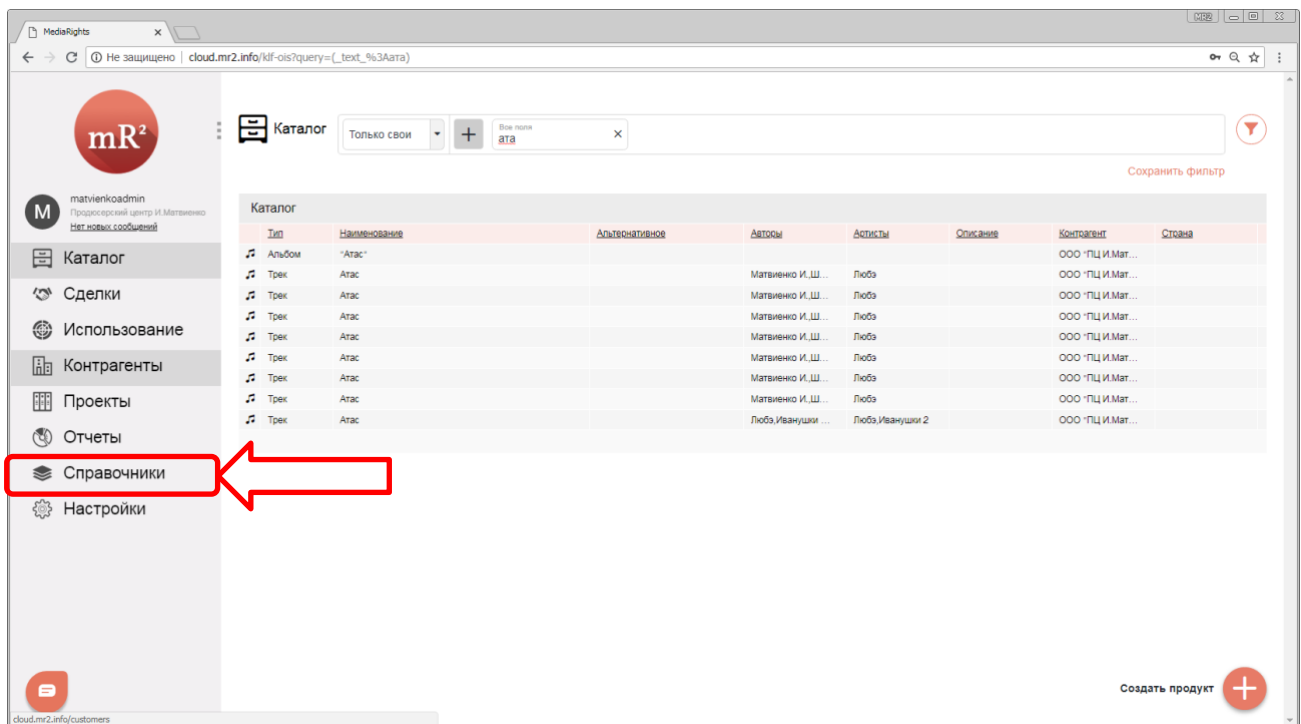 MR2
MediaRights
Не защищено | cloud.mr2.info/klf-ois?query=(_text_%3Aата)
mR²
Каталог
Только свои
Все поля
ата
Сохранить фильтр
M
matvienkoadmin
Продюсерский центр И.Матвиенко
Нет новых сообщений
Каталог
Сделки
Использование
Контрагенты
Проекты
Отчеты
Справочники
Настройки
Каталог
Тип Наименование Альтернативное Авторы Артисты Описание Контрагент Страна
Альбом "Атас" ООО "ПЦ И.Мат...
Трек Атас Матвиенко И.,Ш... Любэ ООО "ПЦ И.Мат...
Трек Атас Матвиенко И.,Ш... Любэ ООО "ПЦ И.Мат...
Трек Атас Матвиенко И.,Ш... Любэ ООО "ПЦ И.Мат...
Трек Атас Матвиенко И.,Ш... Любэ ООО "ПЦ И.Мат...
Трек Атас Матвиенко И.,Ш... Любэ ООО "ПЦ И.Мат...
Трек Атас Матвиенко И.,Ш... Любэ ООО "ПЦ И.Мат...
Трек Атас Матвиенко И.,Ш... Любэ ООО "ПЦ И.Мат...
Трек Атас Любэ,Иванушки ... Любэ,Иванушки 2 ООО "ПЦ И.Мат...
Создать продукт
cloud.mr2.info/customers